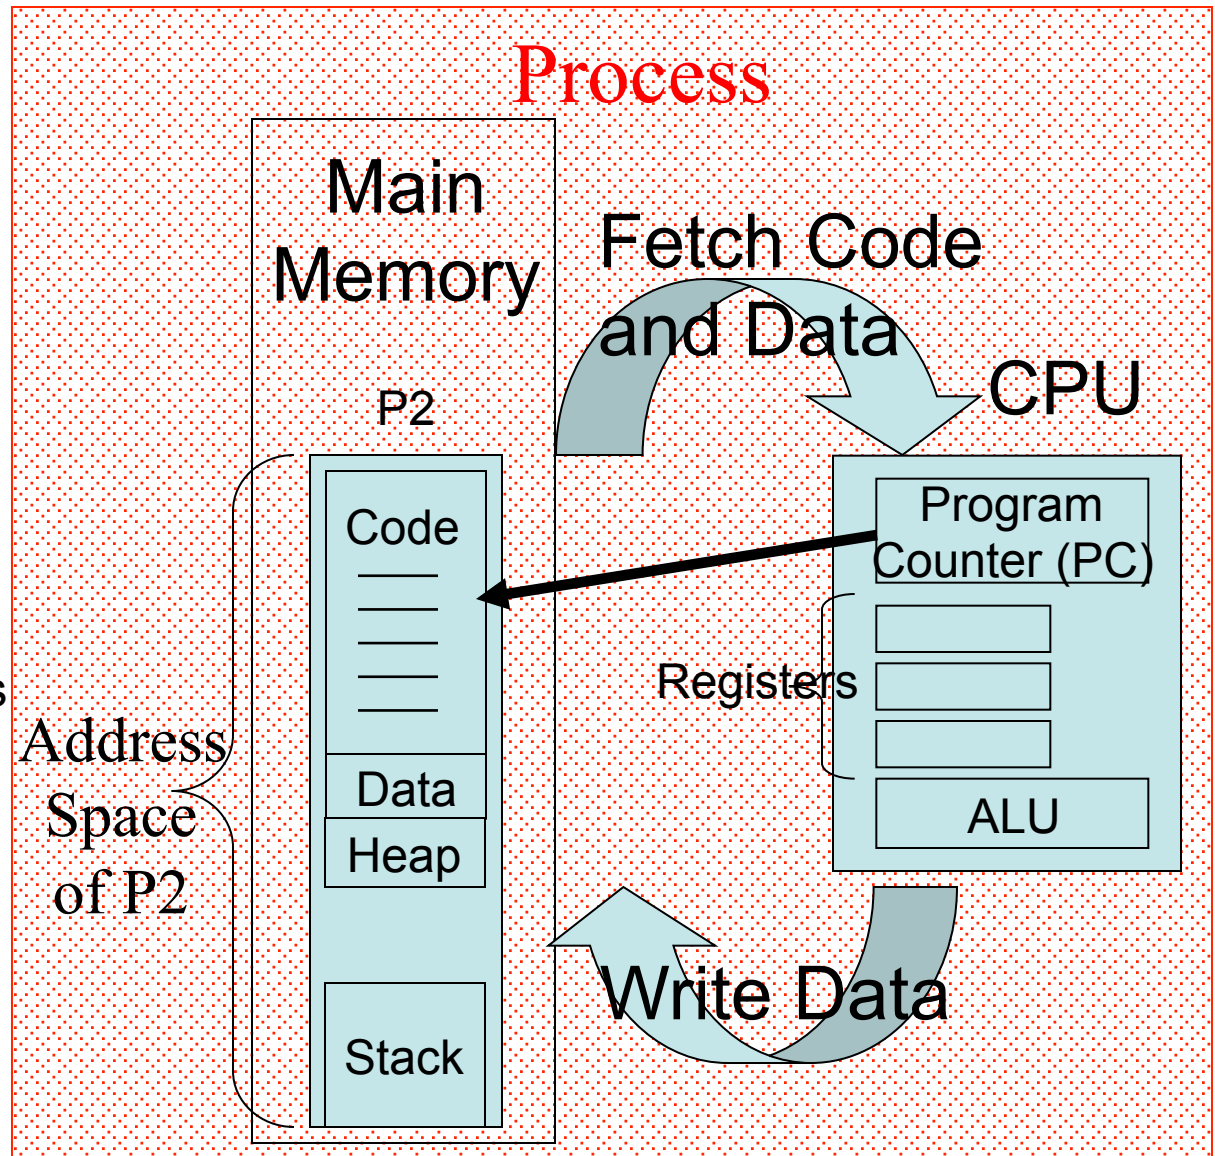 Process
Main
Memory
Fetch Code
and Data
CPU
P2
Code
Program
Counter (PC)
Registers
s
Address
Space
of P2
Data
Heap
ALU
Write Data
Stack